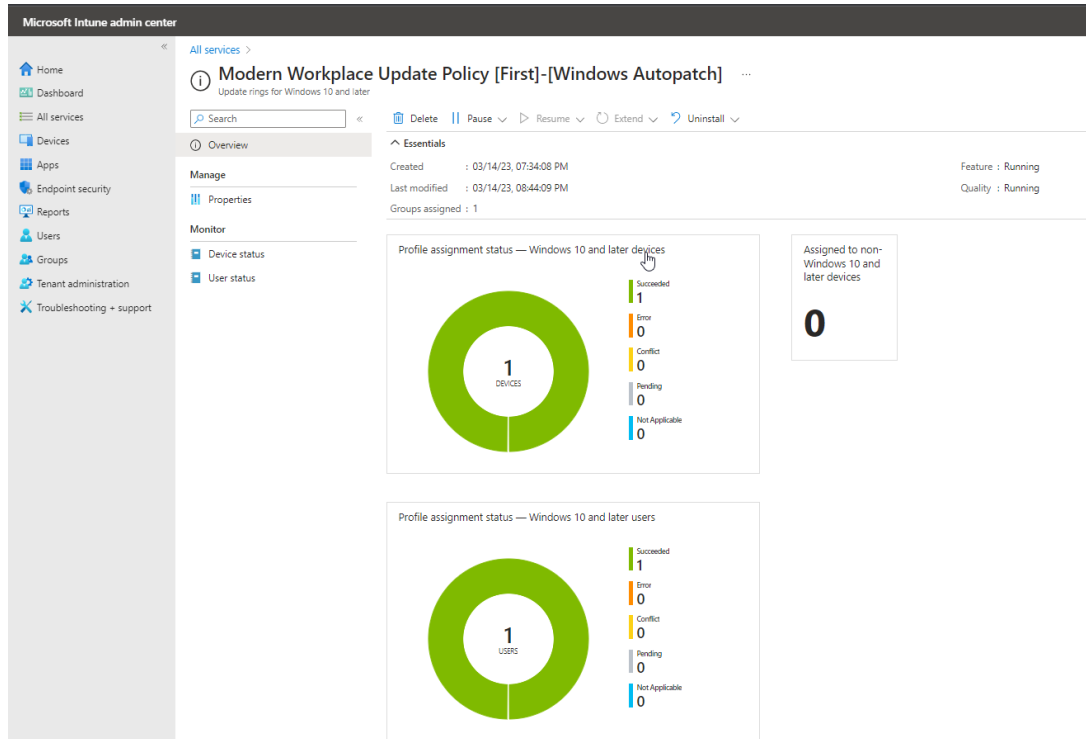 Microsoft Intune admin center
«
Home
Dashboard
All services
Devices
Apps
Endpoint security
Reports
Users
Groups
Tenant administration
Troubleshooting + support
All services >
Modern Workplace Update Policy [First]-[Windows Autopatch] ...
Update rings for Windows 10 and later
Search «
Overview
Manage
Properties
Monitor
Device status
User status
Delete Pause Resume Extend Uninstall
Essentials
Created : 03/14/23, 07:34:08 PM Feature : Running
Last modified : 03/14/23, 08:44:09 PM Quality : Running
Groups assigned : 1
Profile assignment status — Windows 10 and later devices
1
DEVICES
Succeeded
1
Error
0
Conflict
0
Pending
0
Not Applicable
0
Assigned to non-
Windows 10 and
later devices
0
Profile assignment status — Windows 10 and later users
1
USERS
Succeeded
1
Error
0
Conflict
0
Pending
0
Not Applicable
0